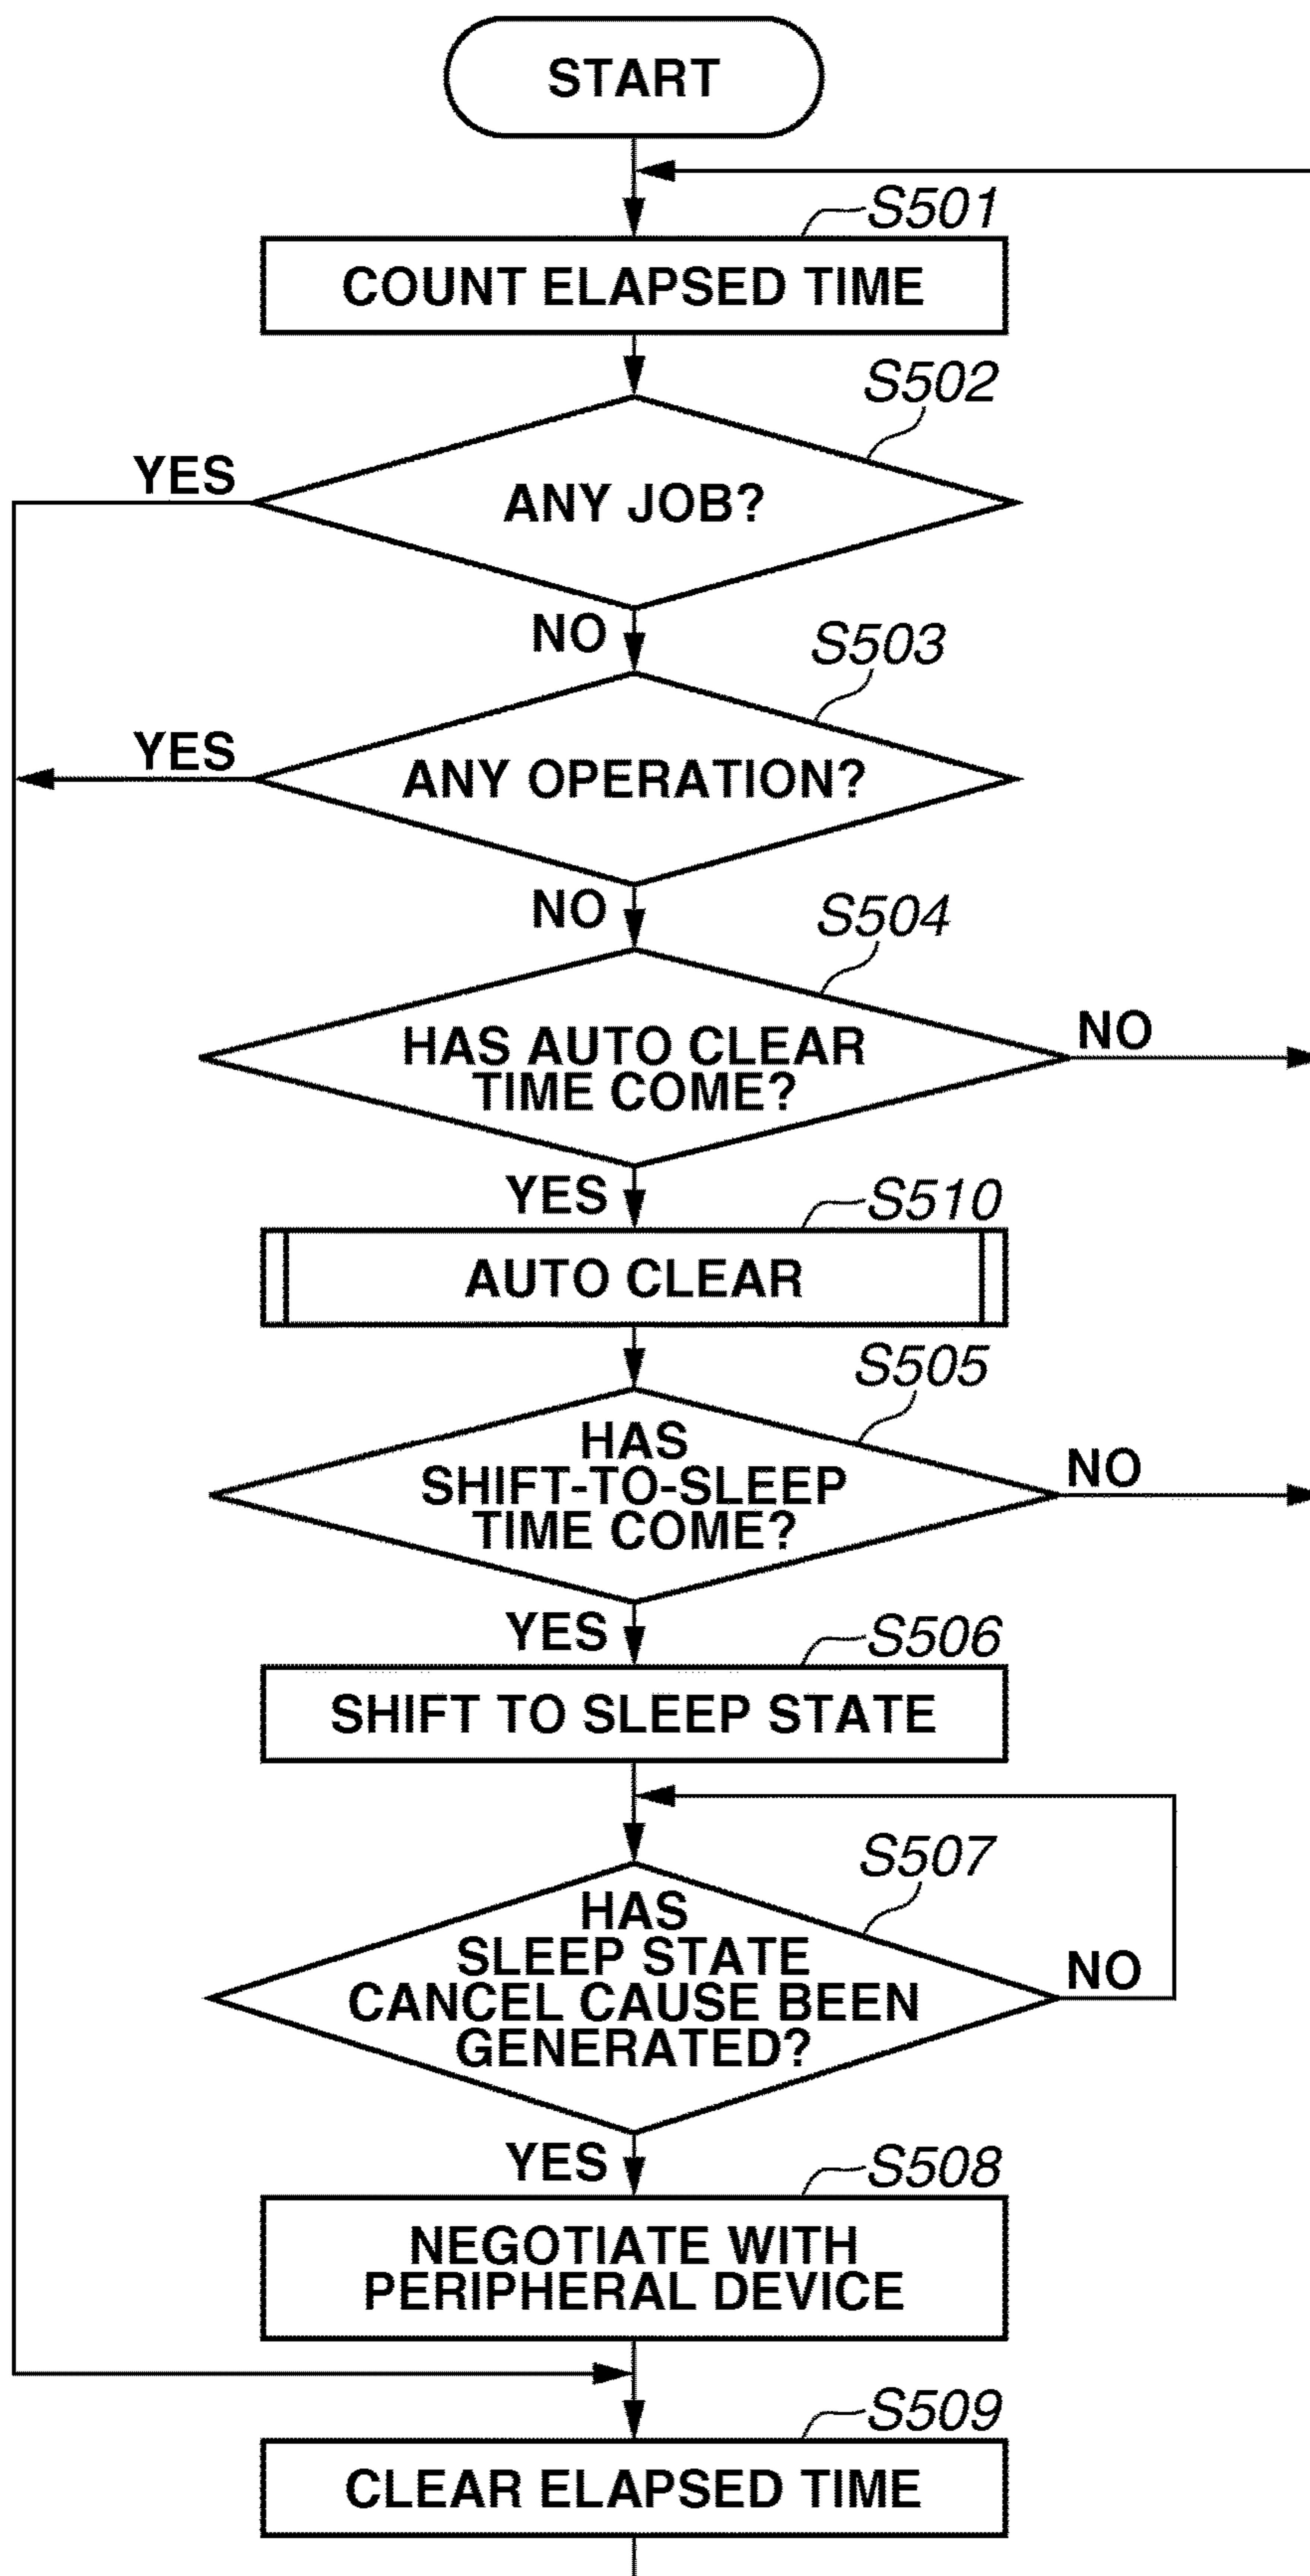 START
S501
COUNT ELAPSED TIME
S502
YES
ANY JOB?
NO
S503
YES
ANY OPERATION?
NO
S504
HAS AUTO CLEAR
TIME COME?
NO
YES
S510
AUTO CLEAR
S505
HAS
SHIFT-TO-SLEEP
TIME COME?
NO
YES
S506
SHIFT TO SLEEP STATE
S507
HAS
SLEEP STATE
CANCEL CAUSE BEEN
GENERATED?
NO
YES
S508
NEGOTIATE WITH
PERIPHERAL DEVICE
S509
CLEAR ELAPSED TIME